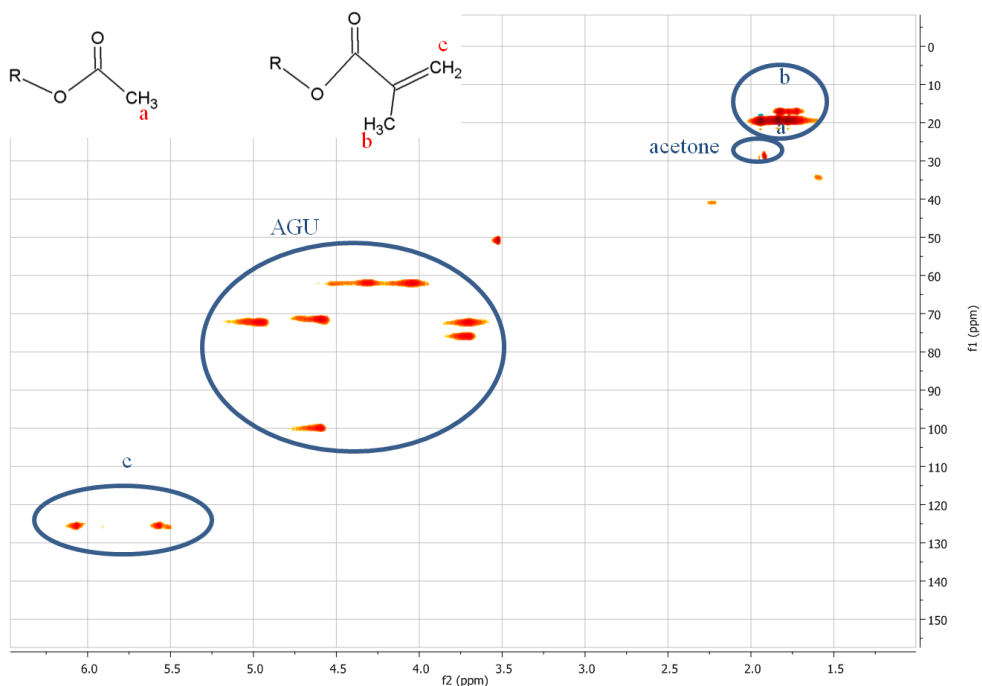 O
R
O
CH3
a
O
c
R
O
CH2
H3C
b
b
a
acetone
AGU
c
0
10
20
30
40
50
60
70
80
90
100
110
120
130
140
150
f1 (ppm)
6.0 5.5 5.0 4.5 4.0 3.5 3.0 2.5 2.0 1.5
f2 (ppm)